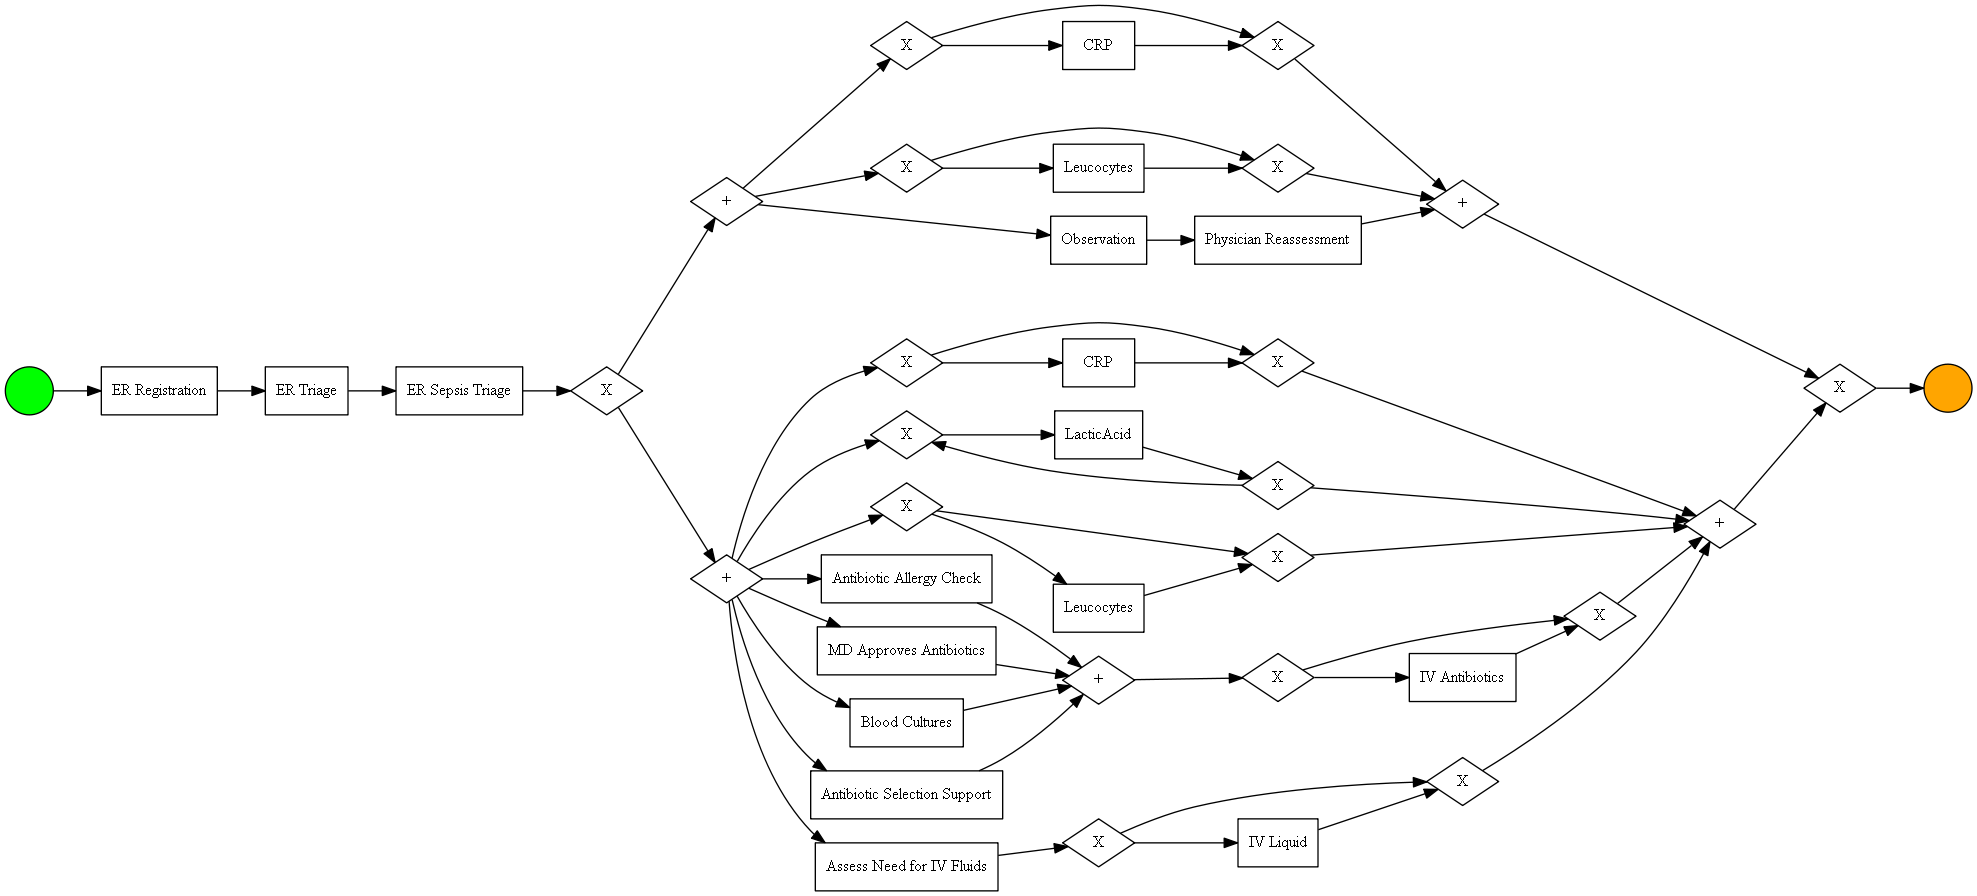 X
CRP
X
X
Leucocytes
X
+
+
Observation
Physician Reassessment
ER Registration
ER Triage
ER Sepsis Triage
X
X
X
CRP
X
X
LacticAcid
X
X
X
Leucocytes
+
+
Antibiotic Allergy Check
MD Approves Antibiotics
Blood Cultures
Antibiotic Selection Support
+
X
IV Antibiotics
X
Assess Need for IV Fluids
X
IV Liquid
X